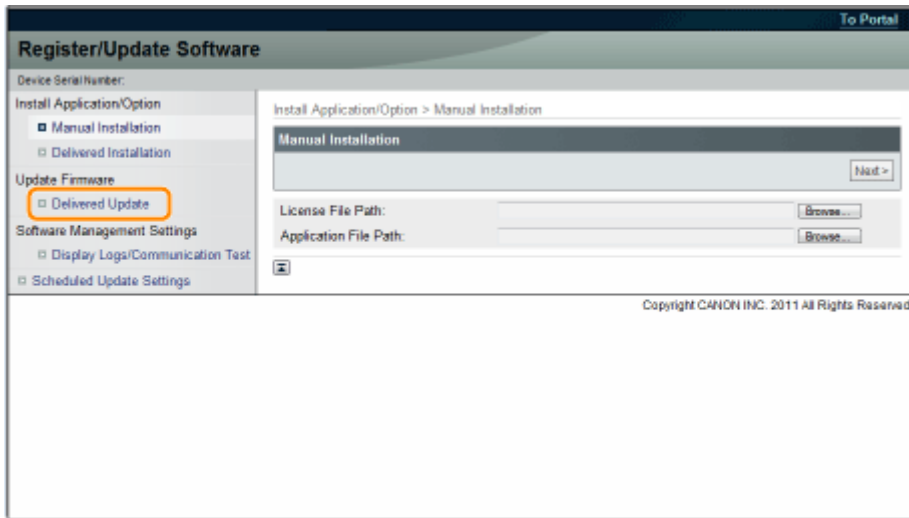 To Portal
Register/Update Software
Device Serial Number:
Install Application/Option
Manual Installation
Delivered Installation
Update Firmware
Delivered Update
Software Management Settings
Display Logs/Communication Test
Scheduled Update Settings
Install Application/Option > Manual Installation
Manual Installation
Next >
License File Path:
Browse...
Application File Path:
Browse...
Copyright CANON INC. 2011 All Rights Reserved